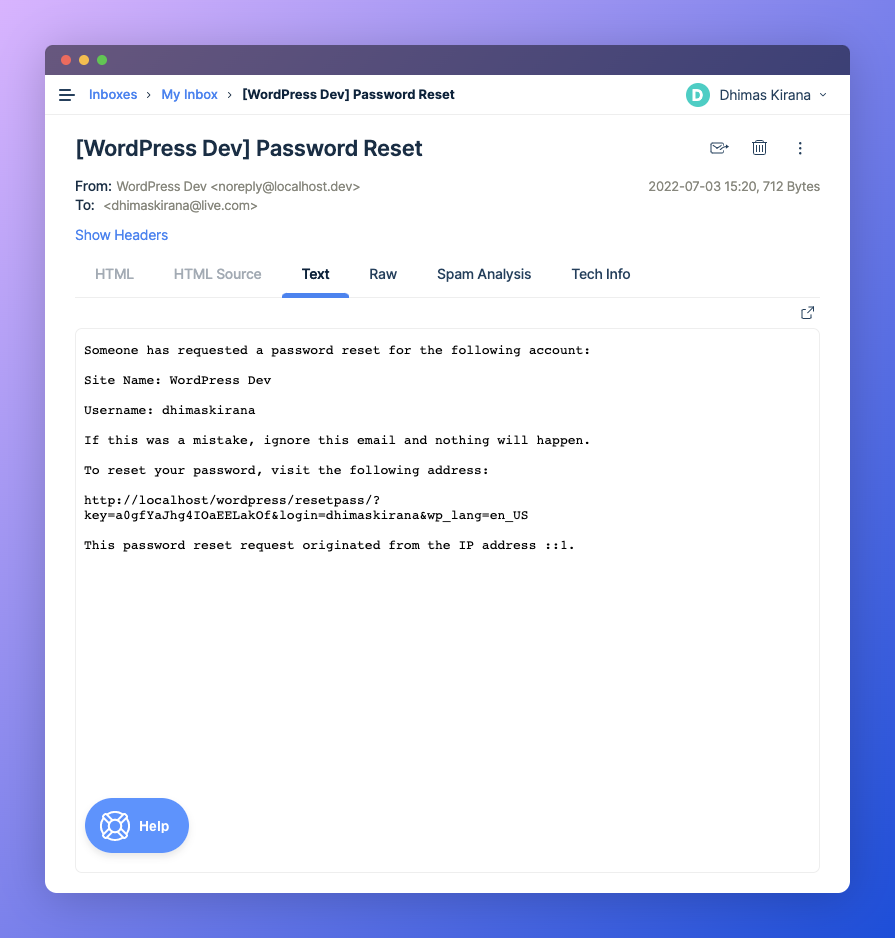 Inboxes › My Inbox › [WordPress Dev] Password Reset
D Dhimas Kirana
[WordPress Dev] Password Reset
From: WordPress Dev <noreply@localhost.dev>
2022-07-03 15:20, 712 Bytes
To: <dhimaskirana@live.com>
Show Headers
HTML HTML Source Text Raw Spam Analysis Tech Info
Someone has requested a password reset for the following account:
Site Name: WordPress Dev
Username: dhimaskirana
If this was a mistake, ignore this email and nothing will happen.
To reset your password, visit the following address:
http://localhost/wordpress/resetpass/?
key=a0gfYaJhg4IOaEELakOf&login=dhimaskirana&wp_lang=en_US
This password reset request originated from the IP address ::1.
Help